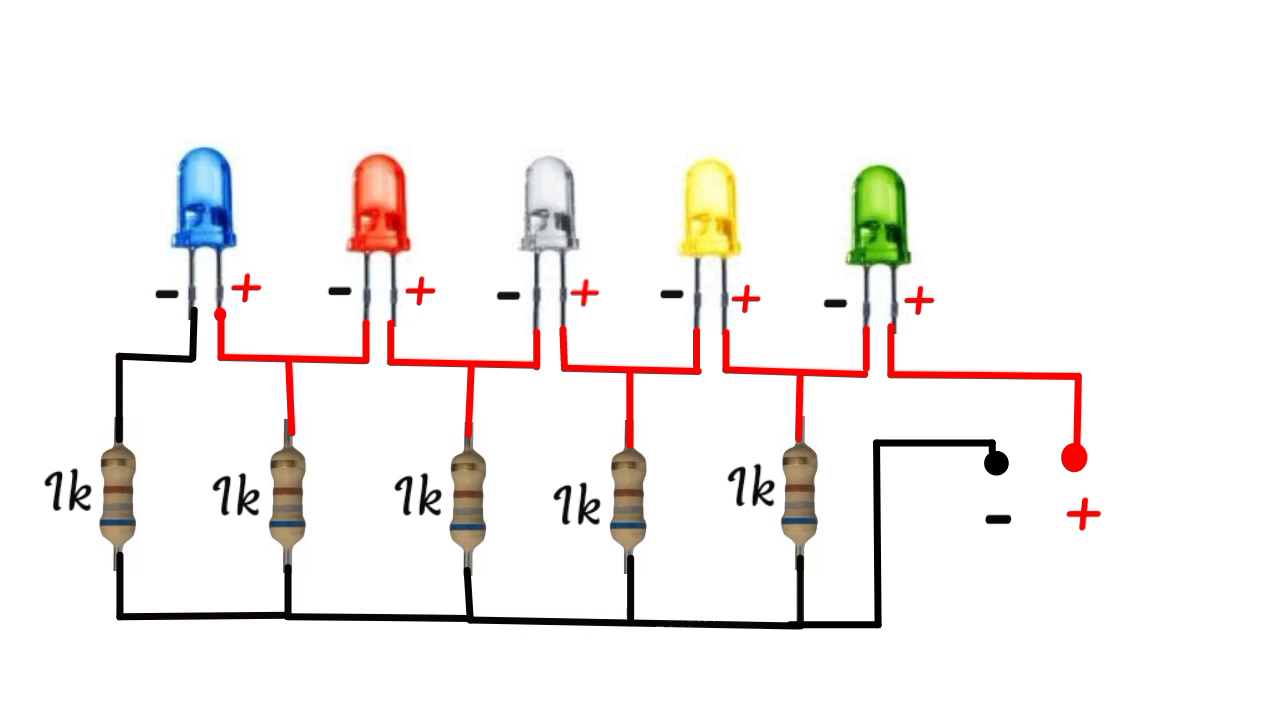 - + - + - + - + - +
1k 1k 1k 1k 1k
- +